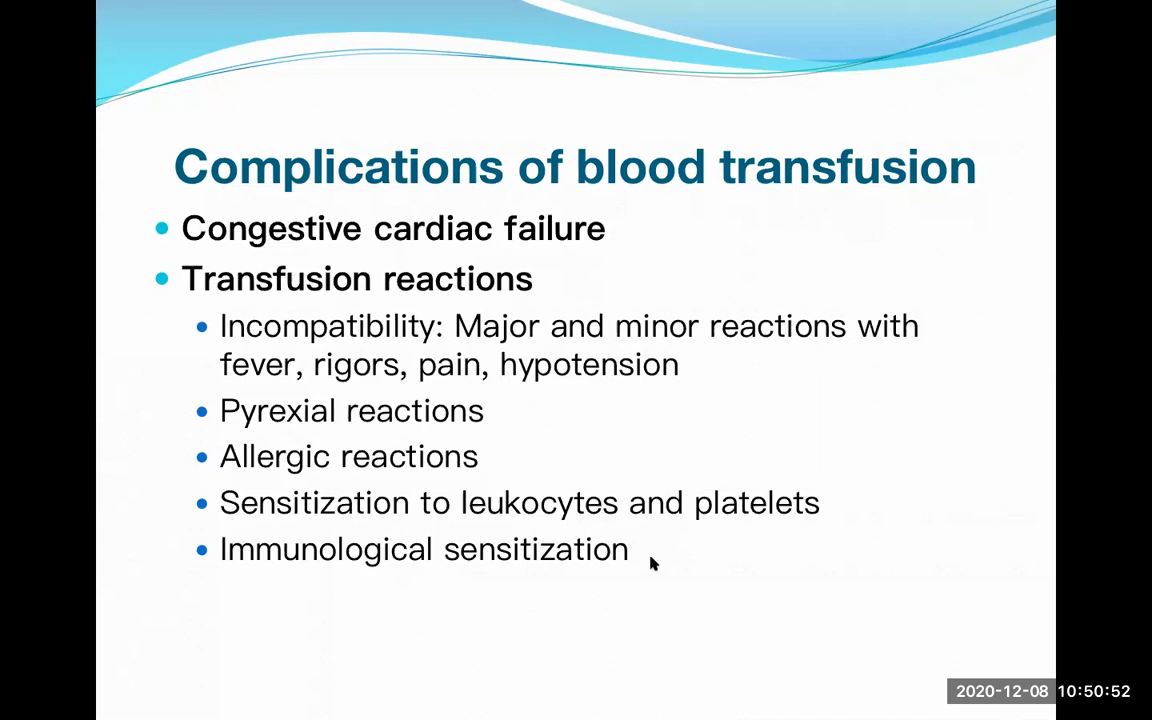 Complications of blood transfusion
• Congestive cardiac failure
• Transfusion reactions
• Incompatibility: Major and minor reactions with
fever, rigors, pain, hypotension
• Pyrexial reactions
• Allergic reactions
• Sensitization to leukocytes and platelets
• Immunological sensitization
2020-12-08 10:50:52